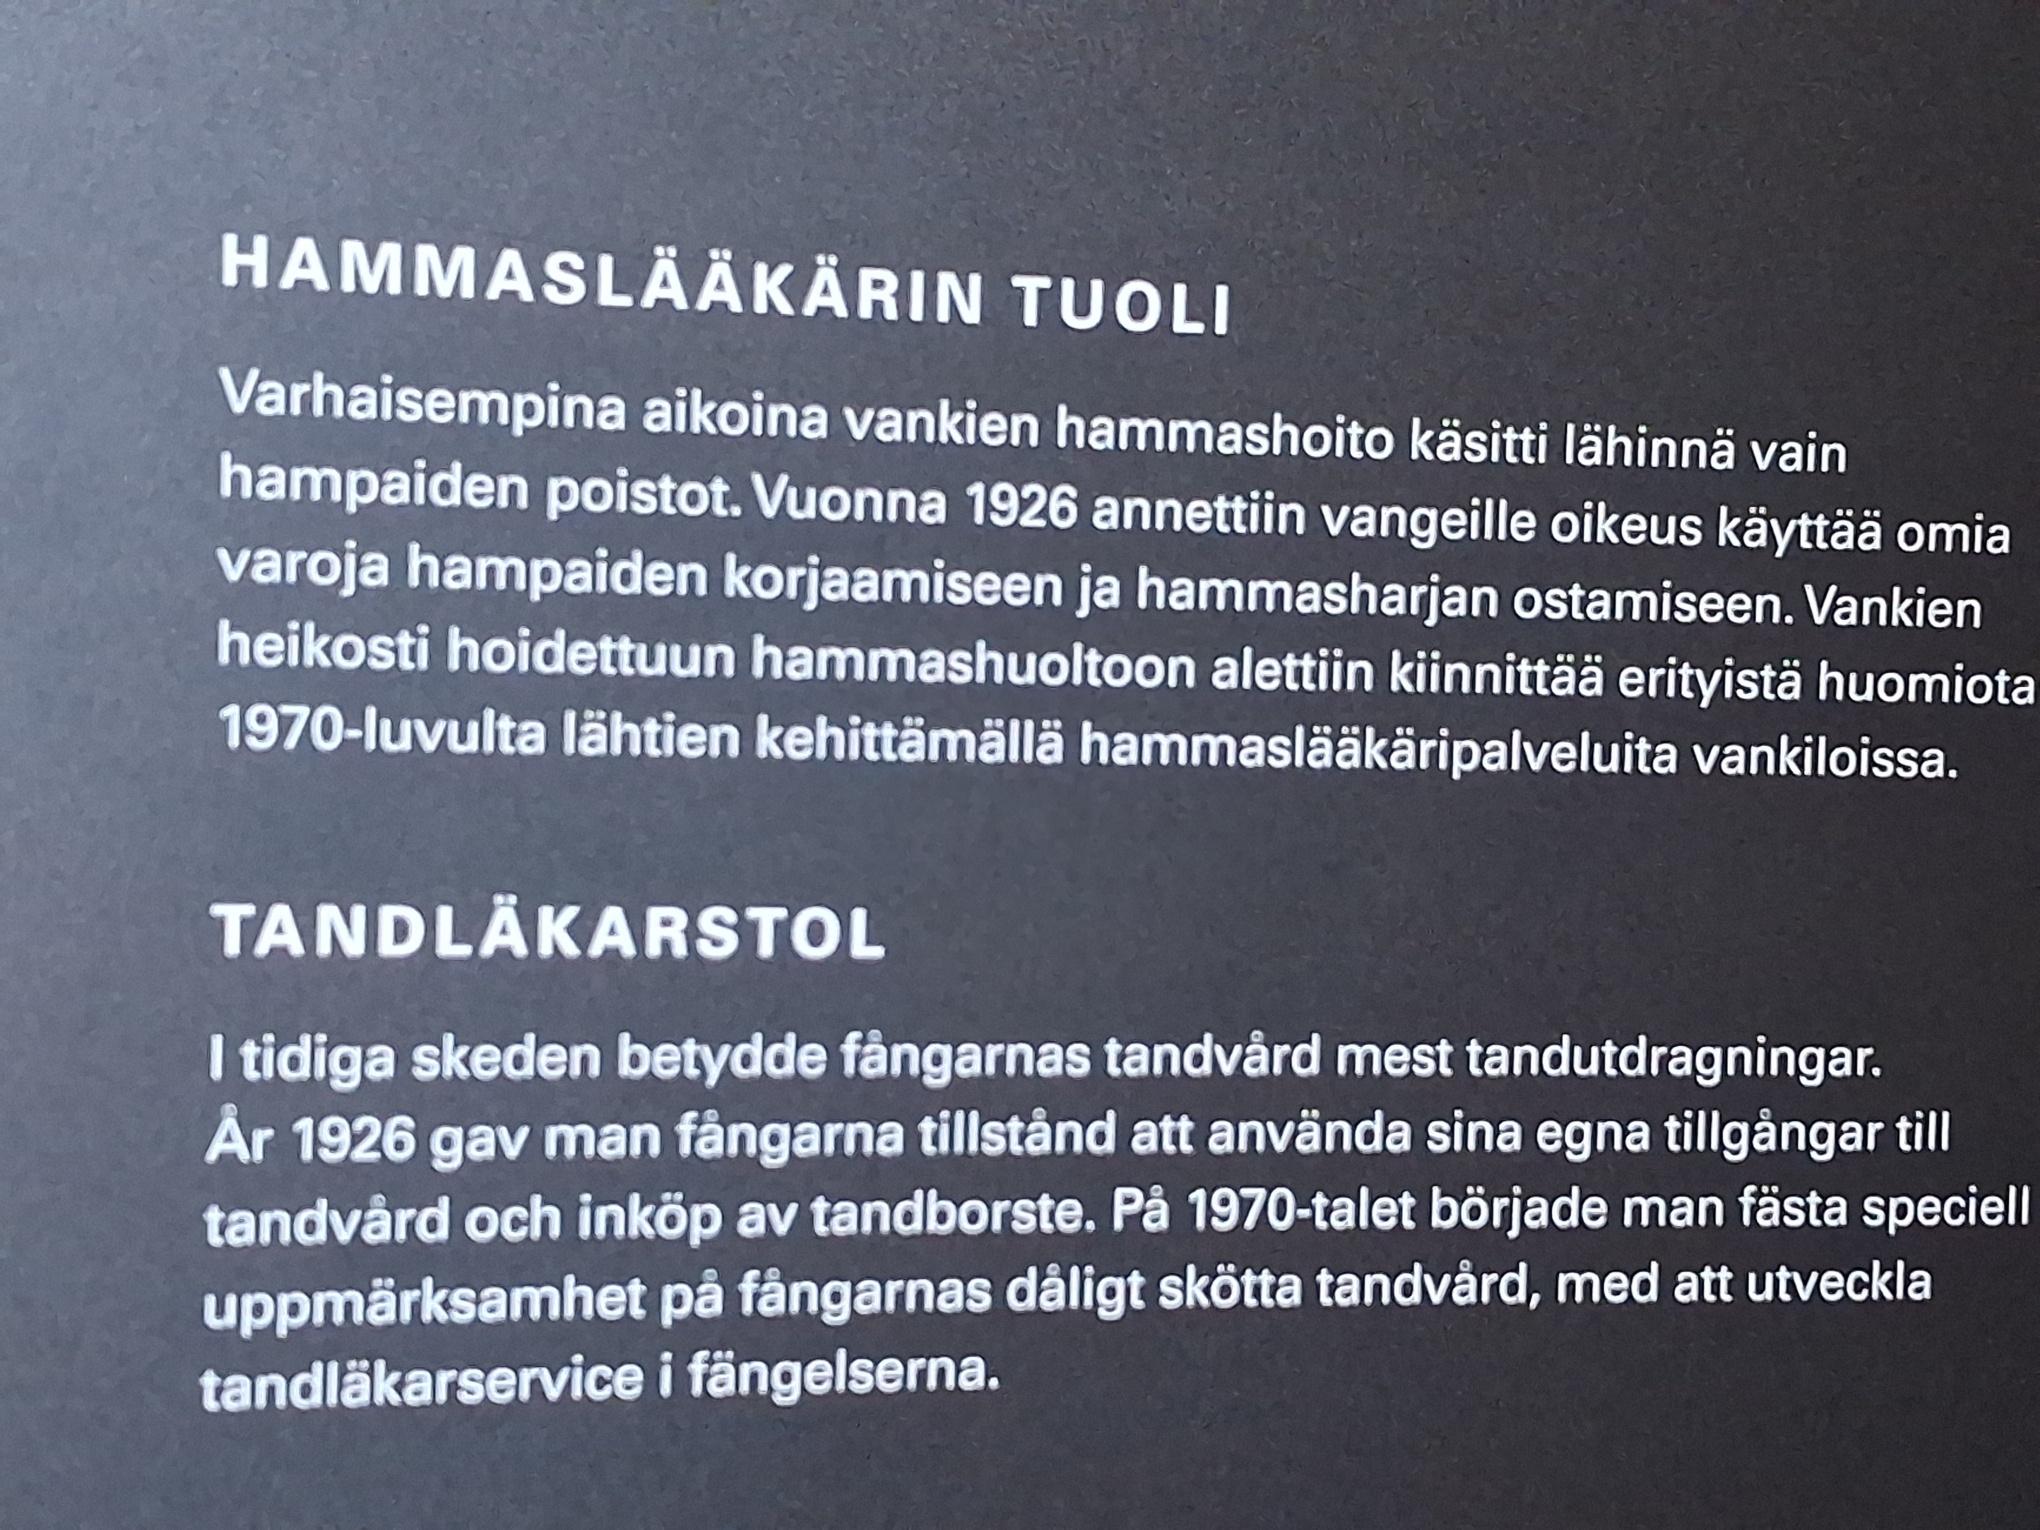 HAMMASLÄÄKÄRIN TUOLI
Varhaisempina aikoina vankien hammashoito käsitti lähinnä vain
hampaiden poistot. Vuonna 1926 annettiin vangeille oikeus käyttää omia
varoja hampaiden korjaamiseen ja hammasharjan ostamiseen. Vankien
heikosti hoidettuun hammashuoltoon alettiin kiinnittää erityistä huomiota
1970-luvulta lähtien kehittämällä hammaslääkäripalveluita vankiloissa.
TANDLÄKARSTOL
I tidiga skeden betydde fångarnas tandvård mest tandutdragningar.
År 1926 gav man fångarna tillstånd att använda sina egna tillgångar till
tandvård och inköp av tandborste. På 1970-talet började man fästa speciell
uppmärksamhet på fångarnas dåligt skötta tandvård, med att utveckla
tandläkarservice i fängelserna.